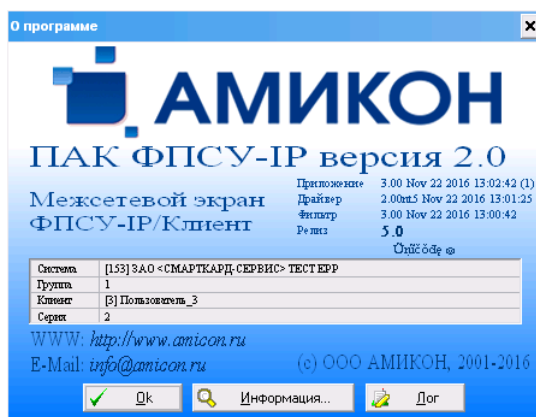 О программе
АМИКОН
ПАК ФПСУ-IP версия 2.0
Межсетевой экран
ФПСУ-IP/Клиент
Приложение 3.00 Nov 22 2016 13:02:42 (1)
Драйвер 2.00nt5 Nov 22 2016 13:01:25
Фильтр 3.00 Nov 22 2016 13:00:42
Релиз 5.0
Система [153] ЗАО <СМАРТКАРД-СЕРВИС> ТЕСТ ЕРР
Группа 1
Клиент [3] Пользователь_3
Серия 2
WWW: http://www.amicon.ru
E-Mail: info@amicon.ru (c) ООО АМИКОН, 2001-2016
Ok Информация... Лог